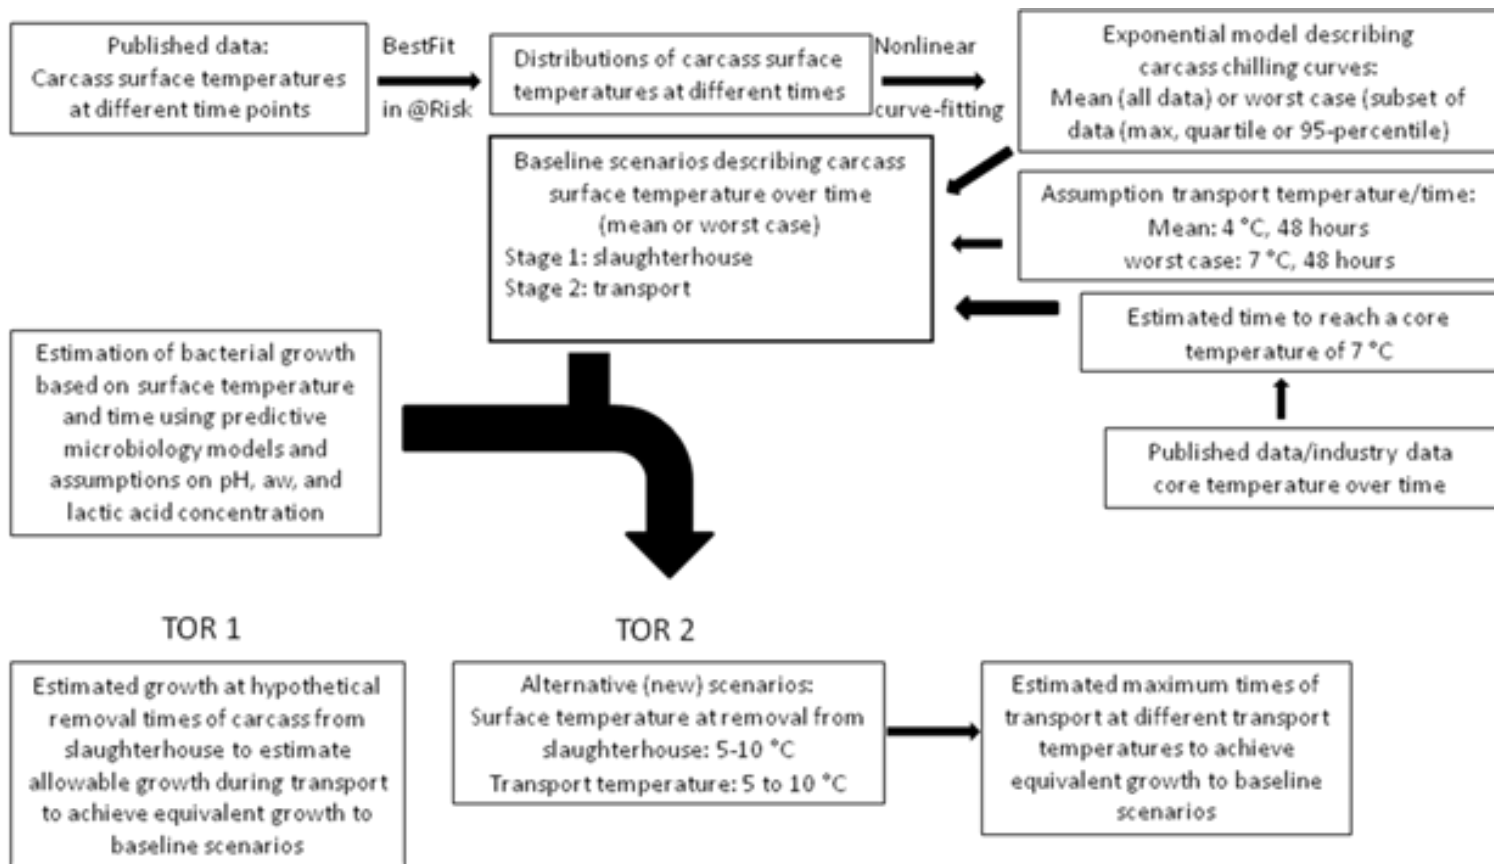 Published data:
Carcass surface temperatures
at different time points
BestFit
in @Risk
Distributions of carcass surface
temperatures at different times
Nonlinear
curve-fitting
Exponential model describing
carcass chilling curves:
Mean (all data) or worst case (subset of
data (max, quartile or 95-percentile)
Baseline scenarios describing carcass
surface temperature over time
(mean or worst case)
Stage 1: slaughterhouse
Stage 2: transport
Assumption transport temperature/time:
Mean: 4 °C, 48 hours
worst case: 7 °C, 48 hours
Estimated time to reach a core
temperature of 7 °C
Published data/industry data
core temperature over time
Estimation of bacterial growth
based on surface temperature
and time using predictive
microbiology models and
assumptions on pH, aw, and
lactic acid concentration
TOR 1
Estimated growth at hypothetical
removal times of carcass from
slaughterhouse to estimate
allowable growth during transport
to achieve equivalent growth to
baseline scenarios
TOR 2
Alternative (new) scenarios:
Surface temperature at removal from
slaughterhouse: 5-10 °C
Transport temperature: 5 to 10 °C
Estimated maximum times of
transport at different transport
temperatures to achieve
equivalent growth to baseline
scenarios